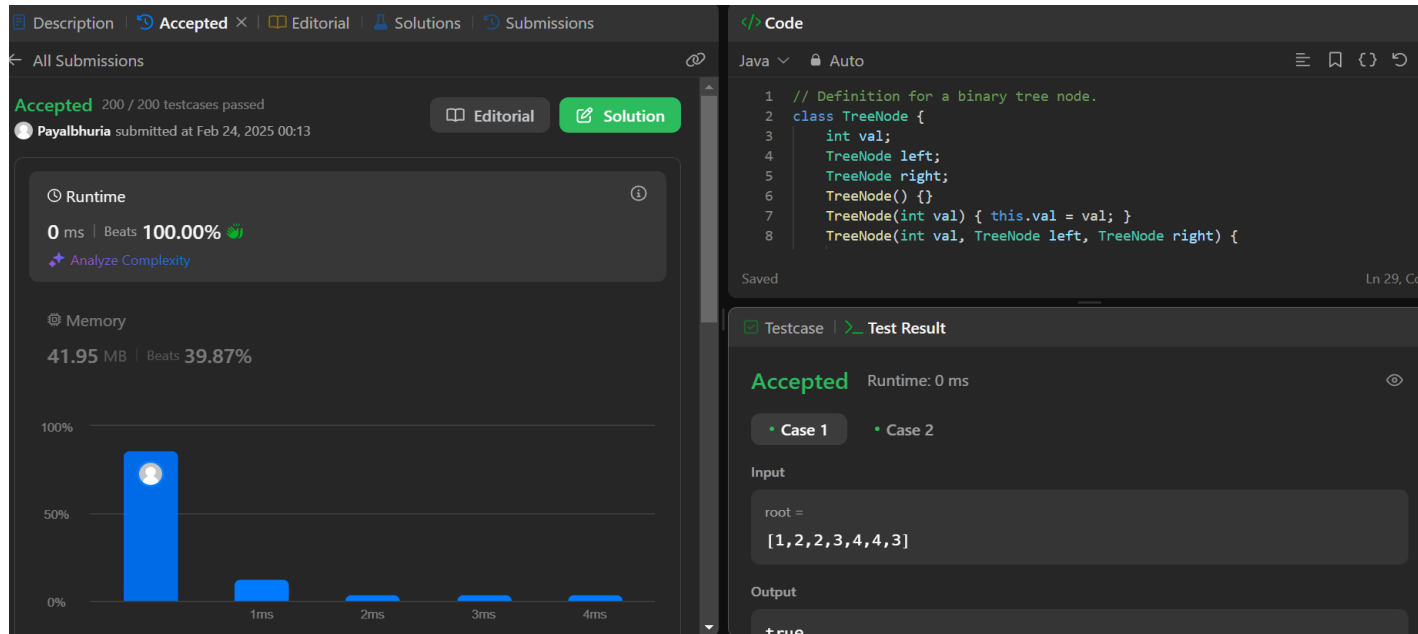 Description
Accepted
Editorial
Solutions
Submissions
All Submissions
Accepted 200 / 200 testcases passed
Payalbhuria submitted at Feb 24, 2025 00:13
Editorial
Solution
Runtime
0 ms | Beats 100.00%
Analyze Complexity
Memory
41.95 MB | Beats 39.87%
100%
50%
0%
1ms
2ms
3ms
4ms
</> Code
Java
Auto
1 // Definition for a binary tree node.
2 class TreeNode {
3 int val;
4 TreeNode left;
5 TreeNode right;
6 TreeNode() {}
7 TreeNode(int val) { this.val = val; }
8 TreeNode(int val, TreeNode left, TreeNode right) {
Saved
Ln 29, Co
Testcase
>_ Test Result
Accepted Runtime: 0 ms
• Case 1
• Case 2
Input
root =
[1,2,2,3,4,4,3]
Output
true